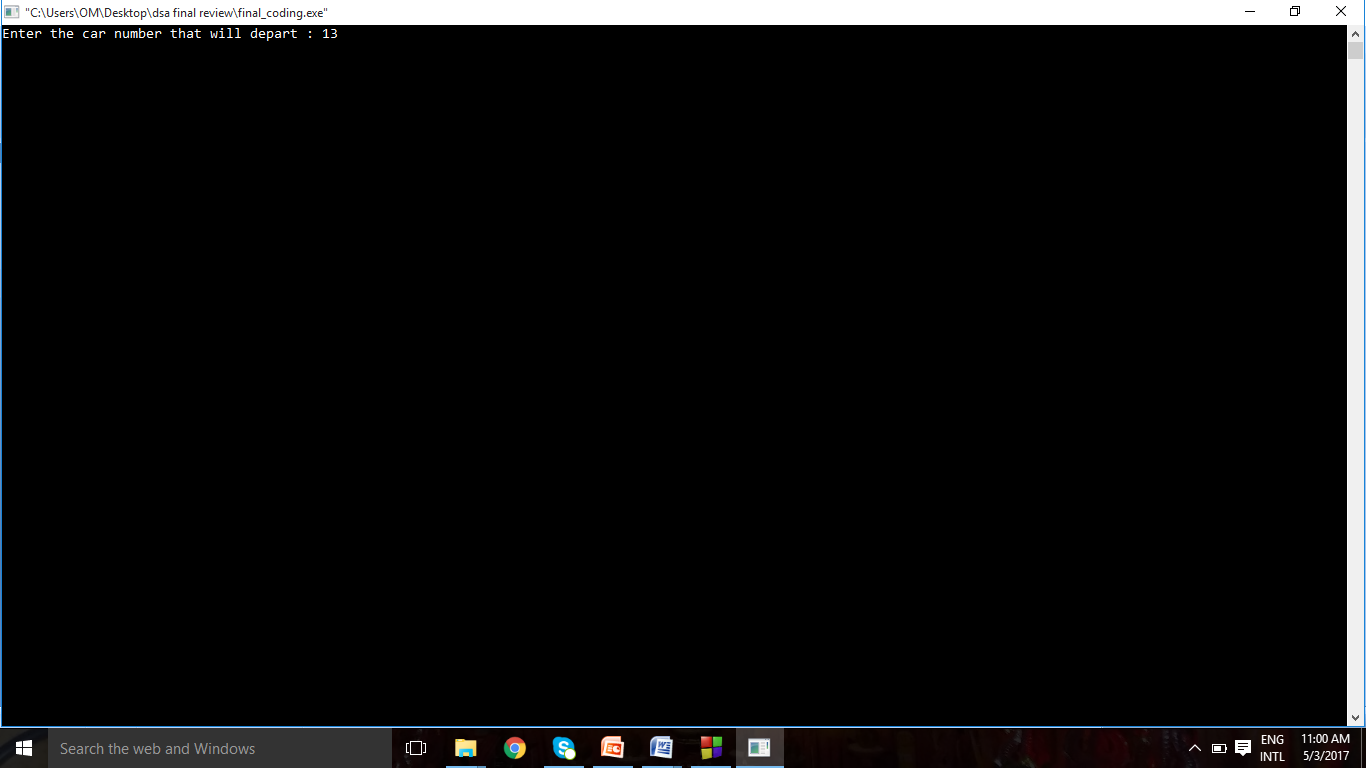 "C:\Users\OM\Desktop\dsa final review\final_coding.exe"
Enter the car number that will depart : 13
Search the web and Windows
ENG
INTL
11:00 AM
5/3/2017